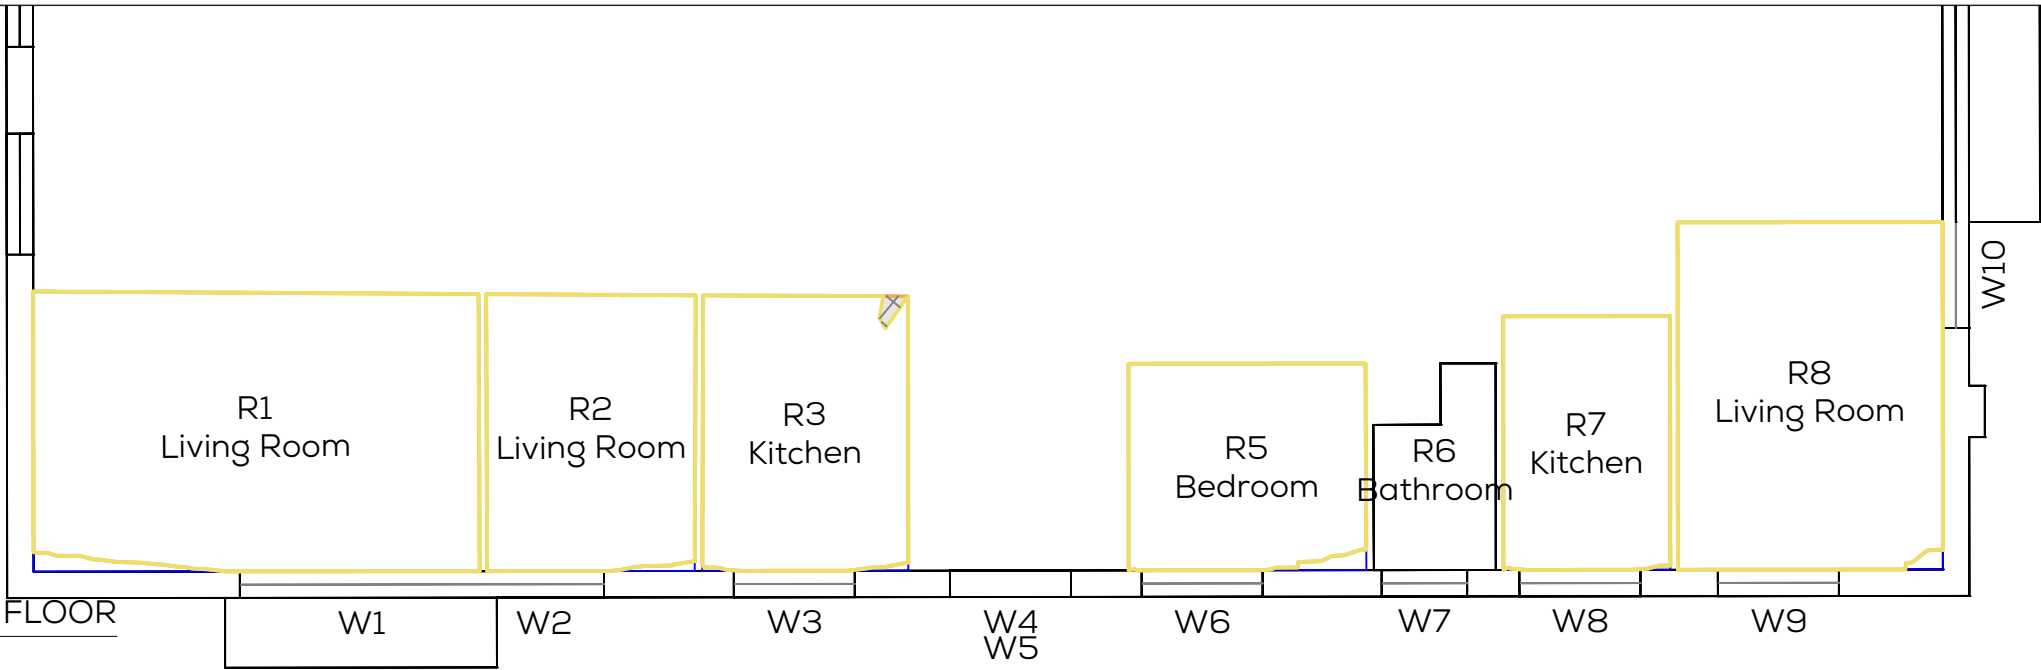 R1
Living Room
R2
Living Room
R3
Kitchen
R5
Bedroom
R6
Bathroom
R7
Kitchen
R8
Living Room
W10
FLOOR
W1
W2
W3
W4
W5
W6
W7
W8
W9